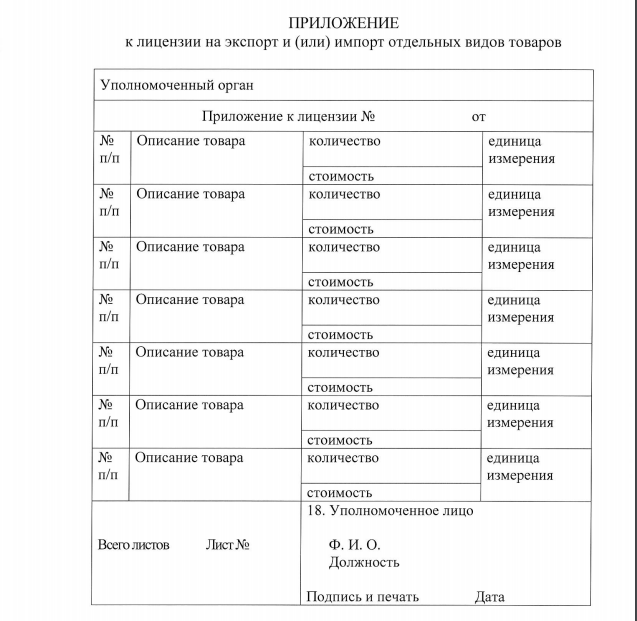 ПРИЛОЖЕНИЕ
к лицензии на экспорт и (или) импорт отдельных видов товаров
Уполномоченный орган
Приложение к лицензии № от
№ Описание товара количество единица
п/п измерения
стоимость
№ Описание товара количество единица
п/п измерения
стоимость
№ Описание товара количество единица
п/п измерения
стоимость
№ Описание товара количество единица
п/п измерения
стоимость
№ Описание товара количество единица
п/п измерения
стоимость
№ Описание товара количество единица
п/п измерения
стоимость
№ Описание товара количество единица
п/п измерения
стоимость
18. Уполномоченное лицо
Всего листов Лист № Ф. И. О.
Должность
Подпись и печать Дата